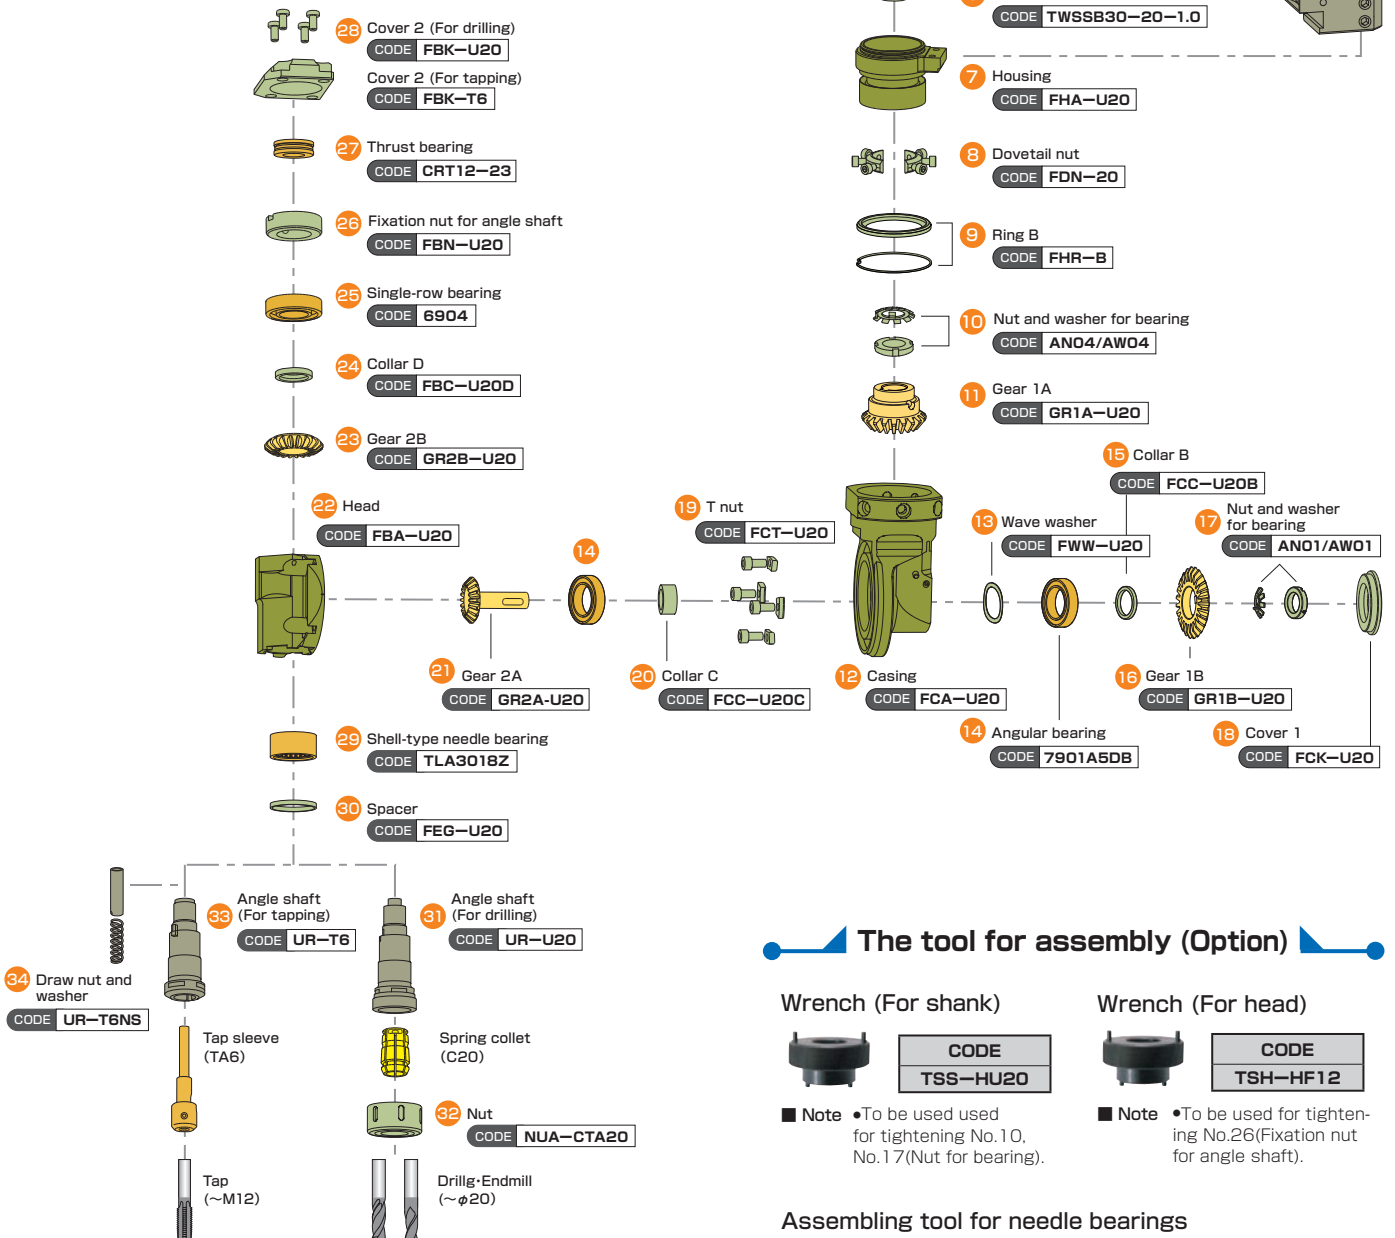 28 Cover 2 (For drilling)
CODE FBK-U20
Cover 2 (For tapping)
CODE FBK-T6
27 Thrust bearing
CODE CRT12-23
26 Fixation nut for angle shaft
CODE FBN-U20
25 Single-row bearing
CODE 6904
24 Collar D
CODE FBC-U20D
23 Gear 2B
CODE GR2B-U20
22 Head
CODE FBA-U20
CODE TWSSB30-20-1.0
7 Housing
CODE FHA-U20
8 Dovetail nut
CODE FDN-20
9 Ring B
CODE FHR-B
10 Nut and washer for bearing
CODE AN04/AW04
11 Gear 1A
CODE GR1A-U20
15 Collar B
CODE FCC-U20B
19 T nut
CODE FCT-U20
13 Wave washer
CODE FWW-U20
17 Nut and washer
for bearing
CODE AN01/AW01
14
21 Gear 2A
CODE GR2A-U20
20 Collar C
CODE FCC-U20C
12 Casing
CODE FCA-U20
16 Gear 1B
CODE GR1B-U20
14 Angular bearing
CODE 7901A5DB
18 Cover 1
CODE FCK-U20
29 Shell-type needle bearing
CODE TLA3018Z
30 Spacer
CODE FEG-U20
33 Angle shaft
(For tapping)
CODE UR-T6
31 Angle shaft
(For drilling)
CODE UR-U20
34 Draw nut and
washer
CODE UR-T6NS
Tap sleeve
(TA6)
Spring collet
(C20)
32 Nut
CODE NUA-CTA20
Tap
(~M12)
Drillg·Endmill
(~φ20)
The tool for assembly (Option)
Wrench (For shank)
CODE
TSS-HU20
■ Note •To be used used
for tightening No.10,
No.17(Nut for bearing).
Wrench (For head)
CODE
TSH-HF12
■ Note •To be used for tighten-
ing No.26(Fixation nut
for angle shaft).
Assembling tool for needle bearings